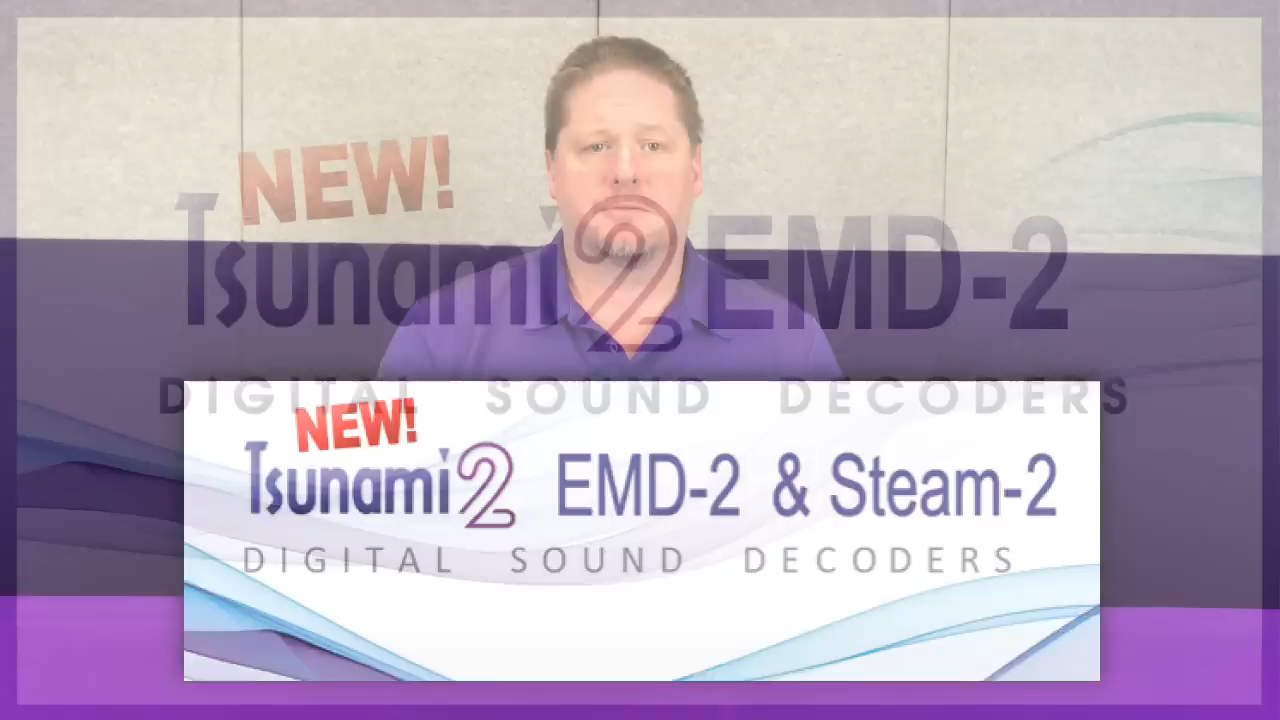 NEW!
Tsunami2 EMD-2
DIGITAL SOUND DECODERS
NEW!
Tsunami2 EMD-2 & Steam-2
DIGITAL SOUND DECODERS